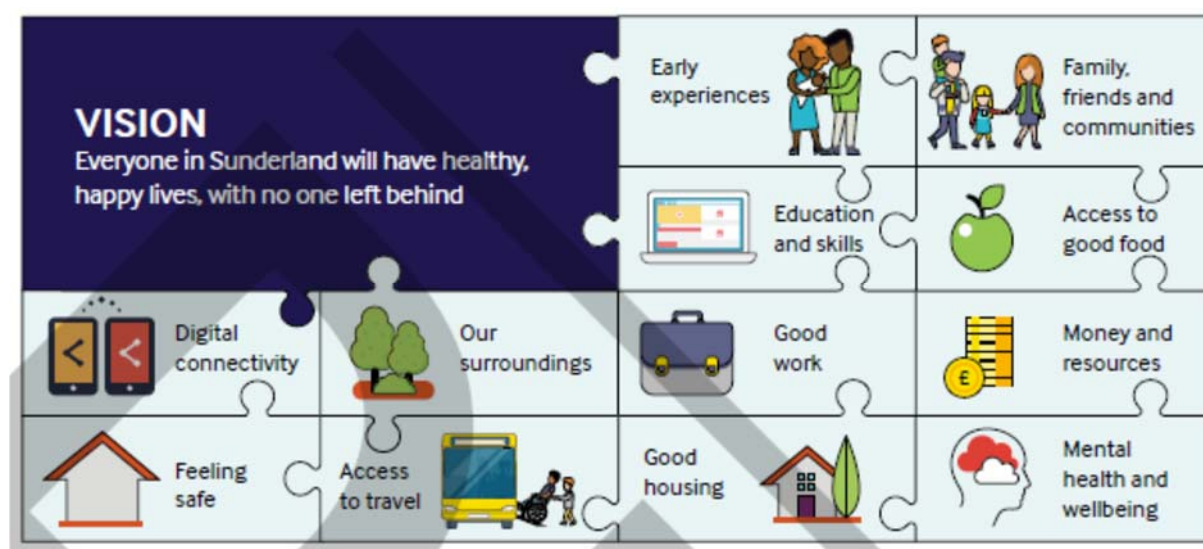 VISION
Everyone in Sunderland will have healthy,
happy lives, with no one left behind
Early
experiences
Family,
friends and
communities
Education
and skills
Access to
good food
Digital
connectivity
Our
surroundings
Good
work
Money and
resources
£
Feeling
safe
Access
to travel
Good
housing
Mental
health and
wellbeing